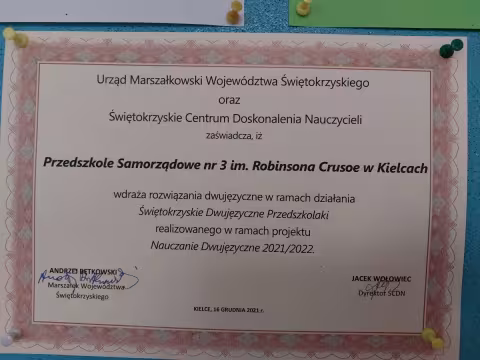 Urząd Marszałkowski Województwa Świętokrzyskiego
oraz
Świętokrzyskie Centrum Doskonalenia Nauczycieli
zaświadcza, iż
Przedszkole Samorządowe nr 3 im. Robinsona Crusoe w Kielcach
wdraża rozwiązania dwujęzyczne w ramach działania
Świętokrzyskie Dwujęzyczne Przedszkolaki
realizowanego w ramach projektu
Nauczanie Dwujęzyczne 2021/2022.
ANDRZEJ BĘTKOWSKI
Marszałek Województwa
Świętokrzyskiego
JACEK WOŁOWIEC
Dyrektor ŚCDN
KIELCE, 16 GRUDNIA 2021 r.